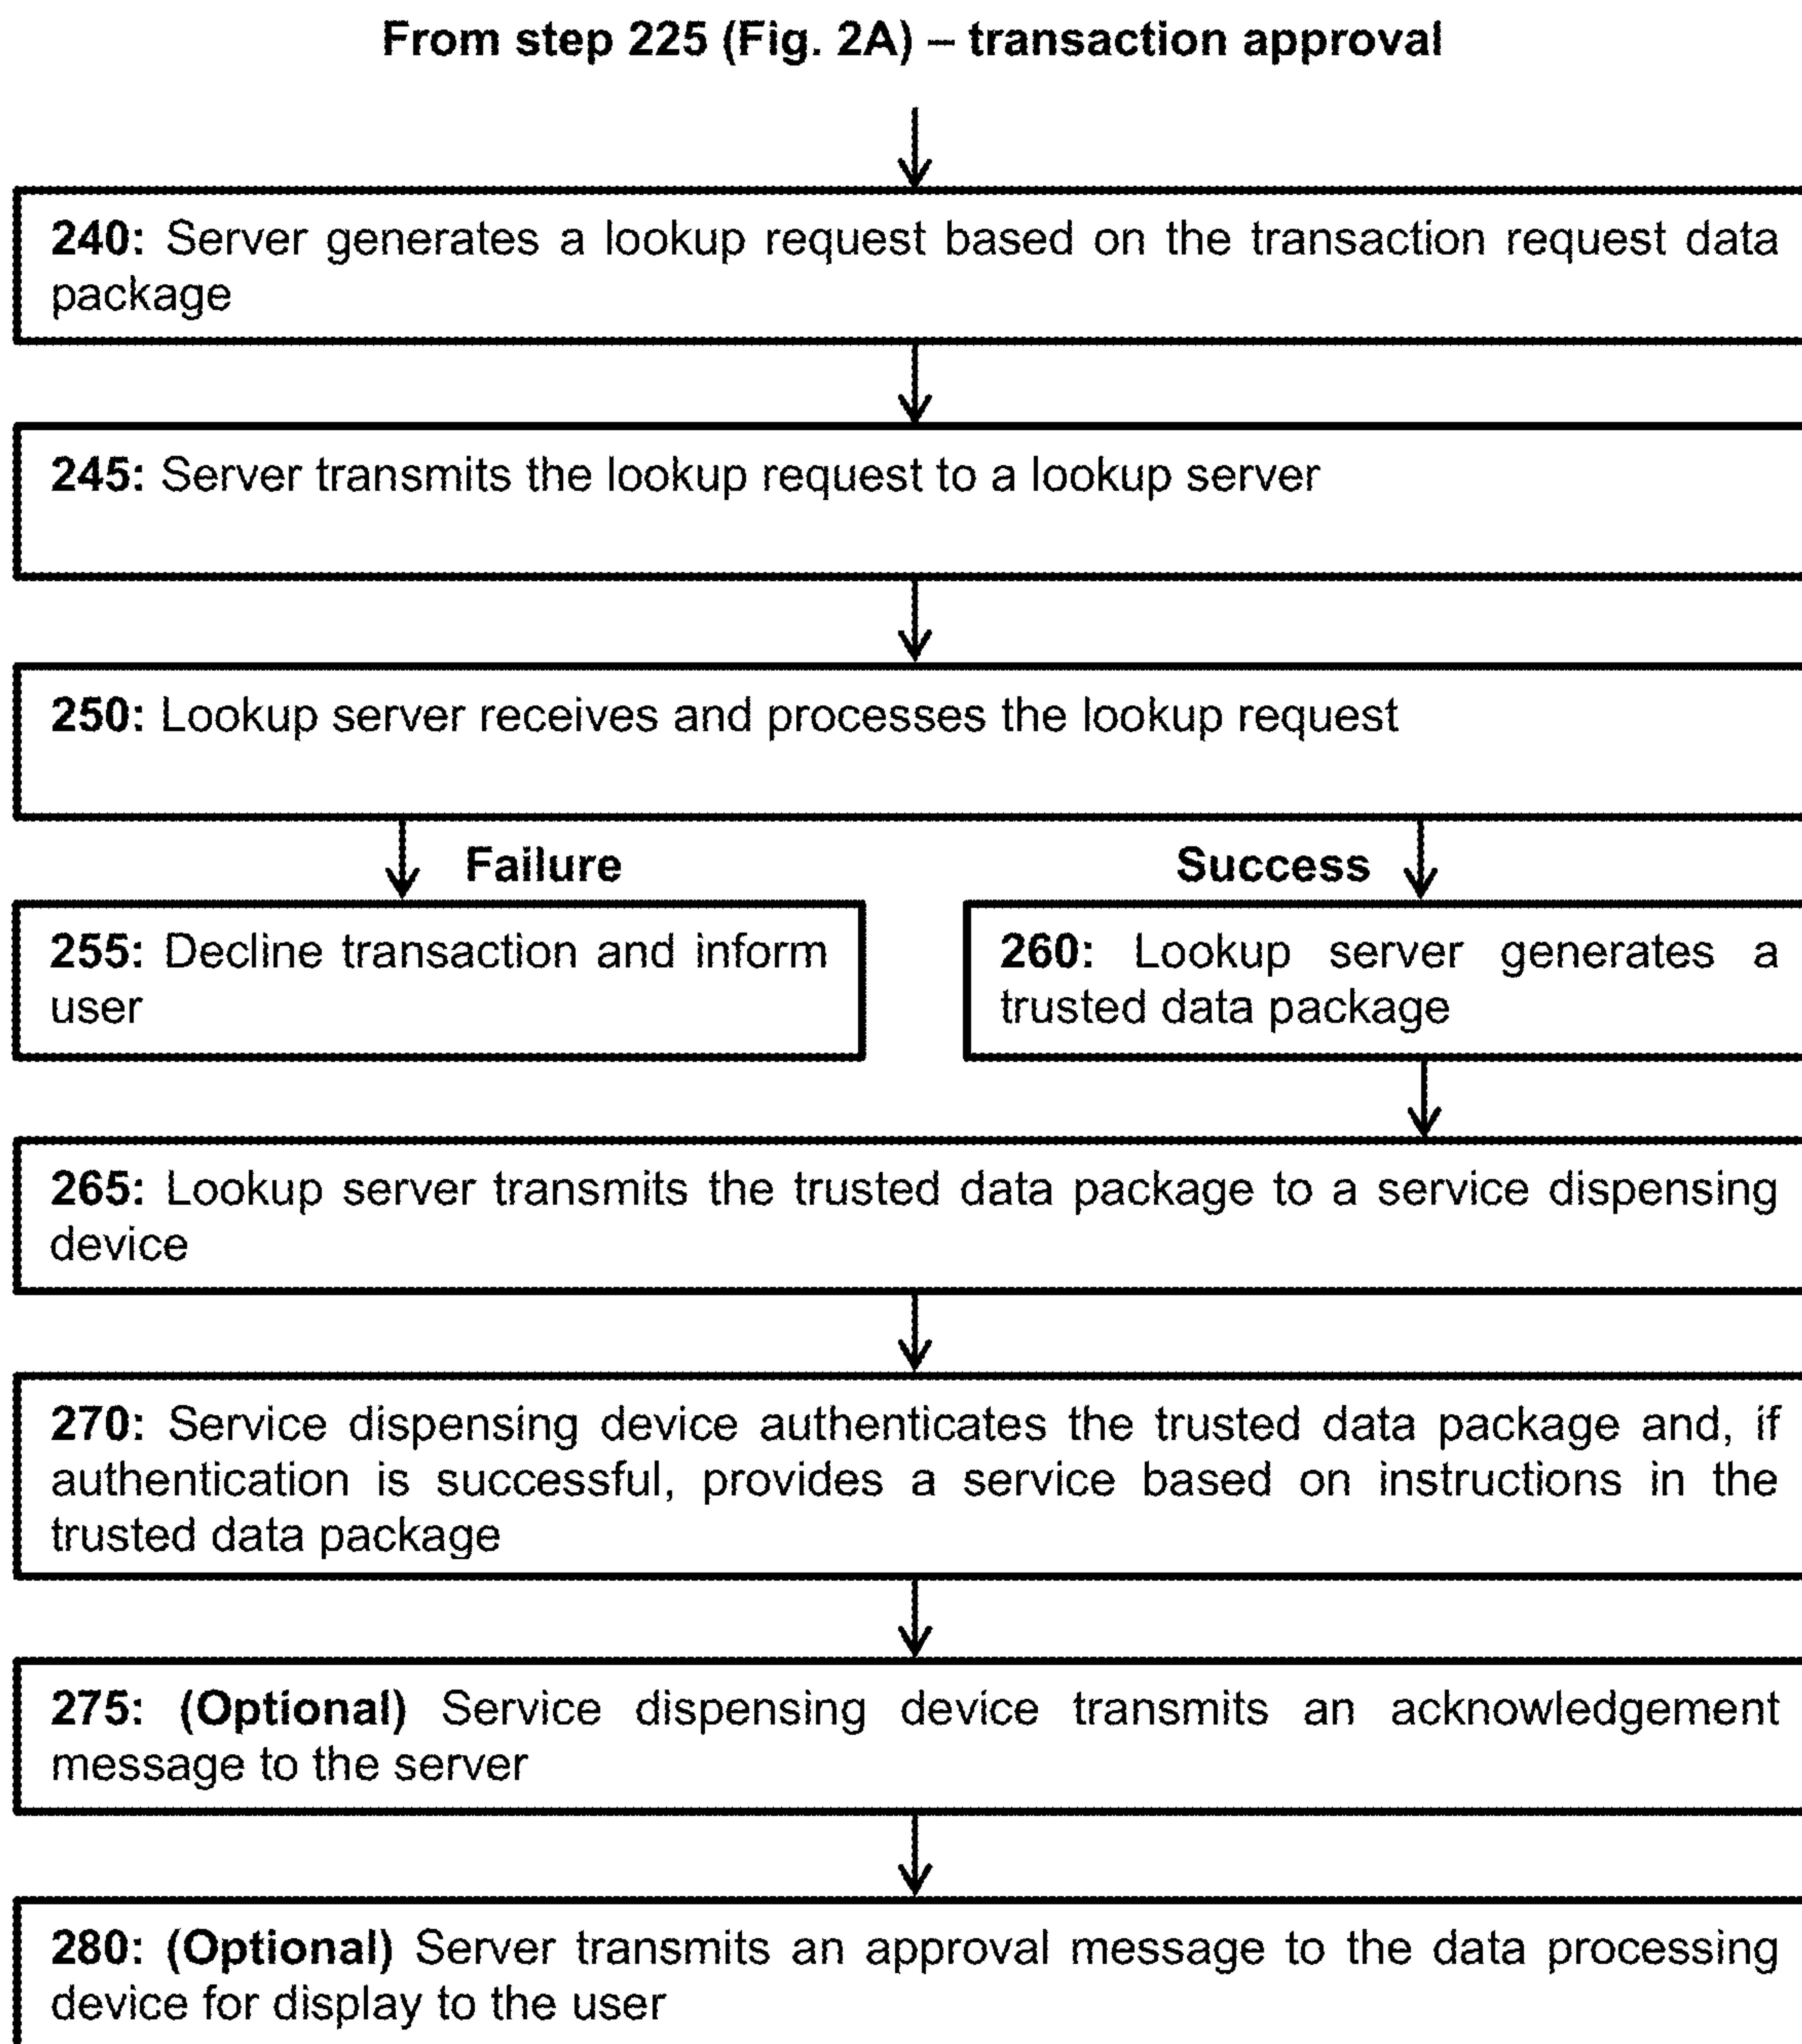 From step 225 (Fig. 2A) – transaction approval
240: Server generates a lookup request based on the transaction request data
package
245: Server transmits the lookup request to a lookup server
250: Lookup server receives and processes the lookup request
Failure
Success
255: Decline transaction and inform
user
260: Lookup server generates a
trusted data package
265: Lookup server transmits the trusted data package to a service dispensing
device
270: Service dispensing device authenticates the trusted data package and, if
authentication is successful, provides a service based on instructions in the
trusted data package
275: (Optional) Service dispensing device transmits an acknowledgement
message to the server
280: (Optional) Server transmits an approval message to the data processing
device for display to the user